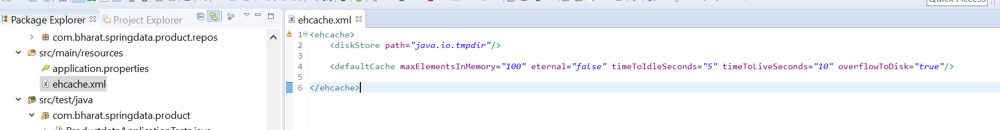 Quick Access
Package Explorer
Project Explorer
com.bharat.springdata.product.repos
src/main/resources
application.properties
ehcache.xml
src/test/java
com.bharat.springdata.product
ehcache.xml
1 <ehcache>
2 <diskStore path="java.io.tmpdir"/>
3
4 <defaultCache maxElementsInMemory="100" eternal="false" timeToIdleSeconds="5" timeToLiveSeconds="10" overflowToDisk="true"/>
5
6 </ehcache>